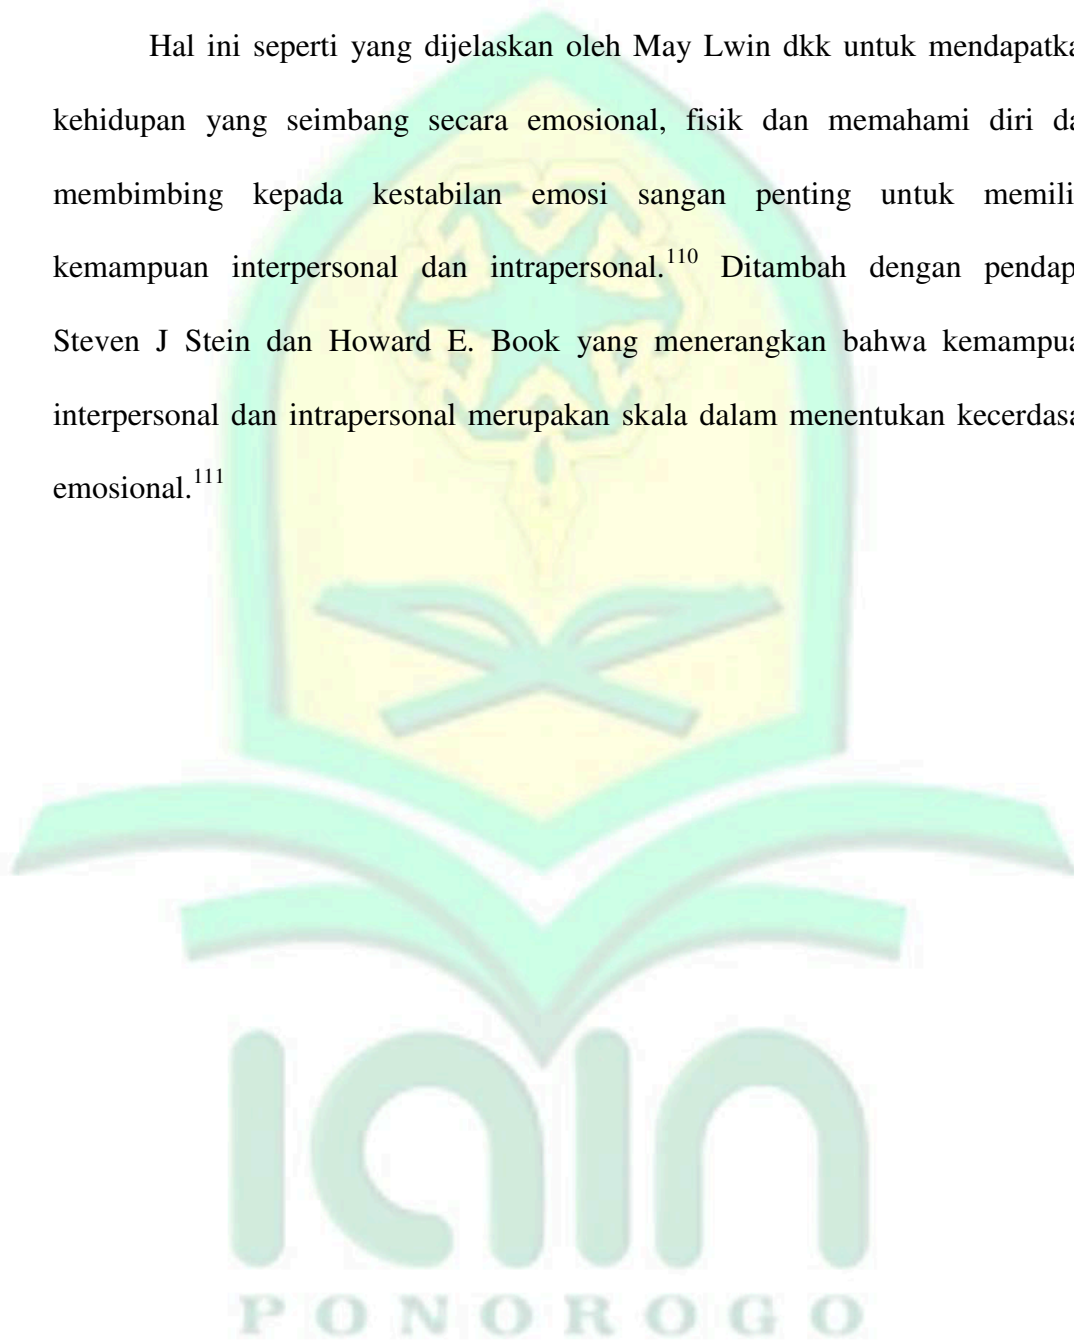 Hal ini seperti yang dijelaskan oleh May Lwin dkk untuk mendapatka
kehidupan yang seimbang secara emosional, fisik dan memahami diri da
membimbing kepada kestabilan emosi sangan penting untuk memili
kemampuan interpersonal dan intrapersonal.110 Ditambah dengan pendap
Steven J Stein dan Howard E. Book yang menerangkan bahwa kemampua
interpersonal dan intrapersonal merupakan skala dalam menentukan kecerdasa
emosional.111
iain
PONOROGO